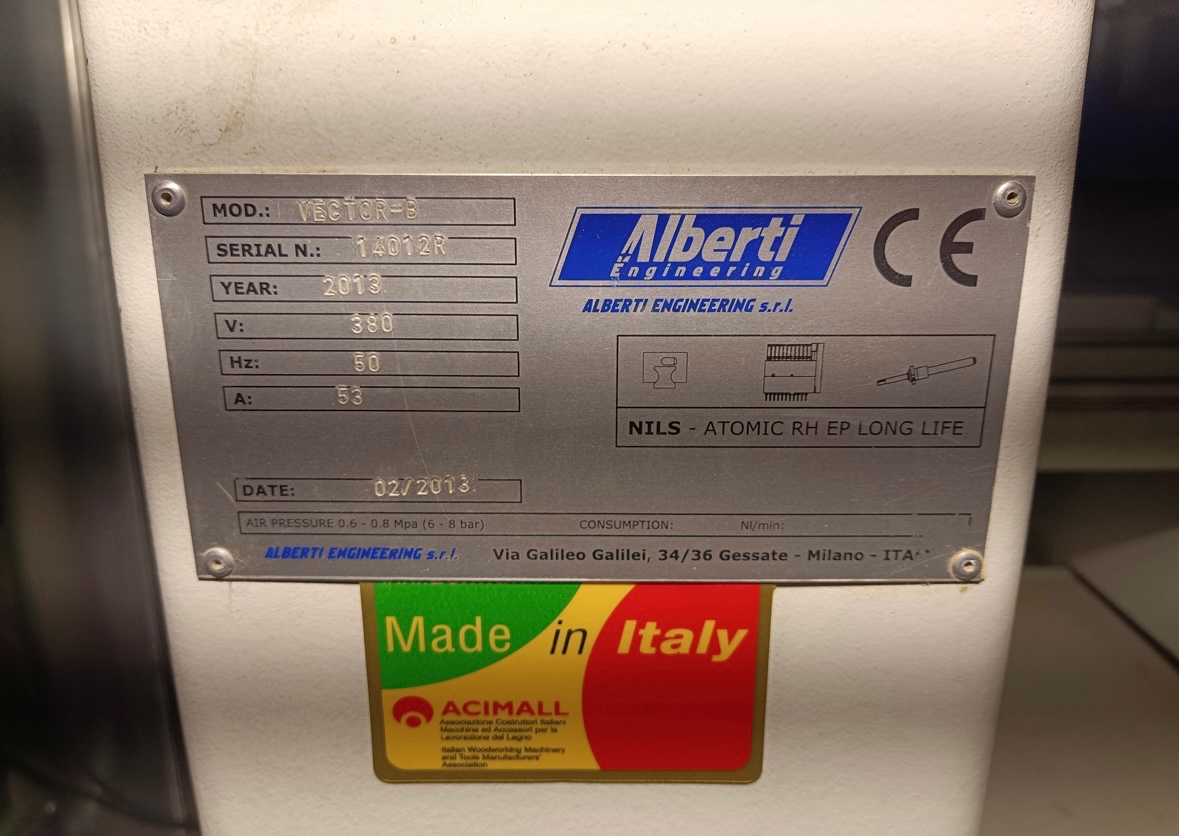 MOD.: VECTOR-B
SERIAL N.: 14012R
YEAR: 2013
V: 380
Hz: 50
A: 53
Alberti
Engineering
CE
ALBERTI ENGINEERING s.r.l.
NILS - ATOMIC RH EP LONG LIFE
DATE: 02/2013
AIR PRESSURE 0.6 - 0.8 Mpa (6 - 8 bar) CONSUMPTION: Nl/min:
ALBERTI ENGINEERING s.r.l. Via Galileo Galilei, 34/36 Gessate - Milano -
Made in Italy
ACIMALL
Associazione Costruttori Italiani
Macchine ed Accessori per la
Lavorazione del Legno
Italian Woodworking Machinery
and Tools Manufacturers'
Association